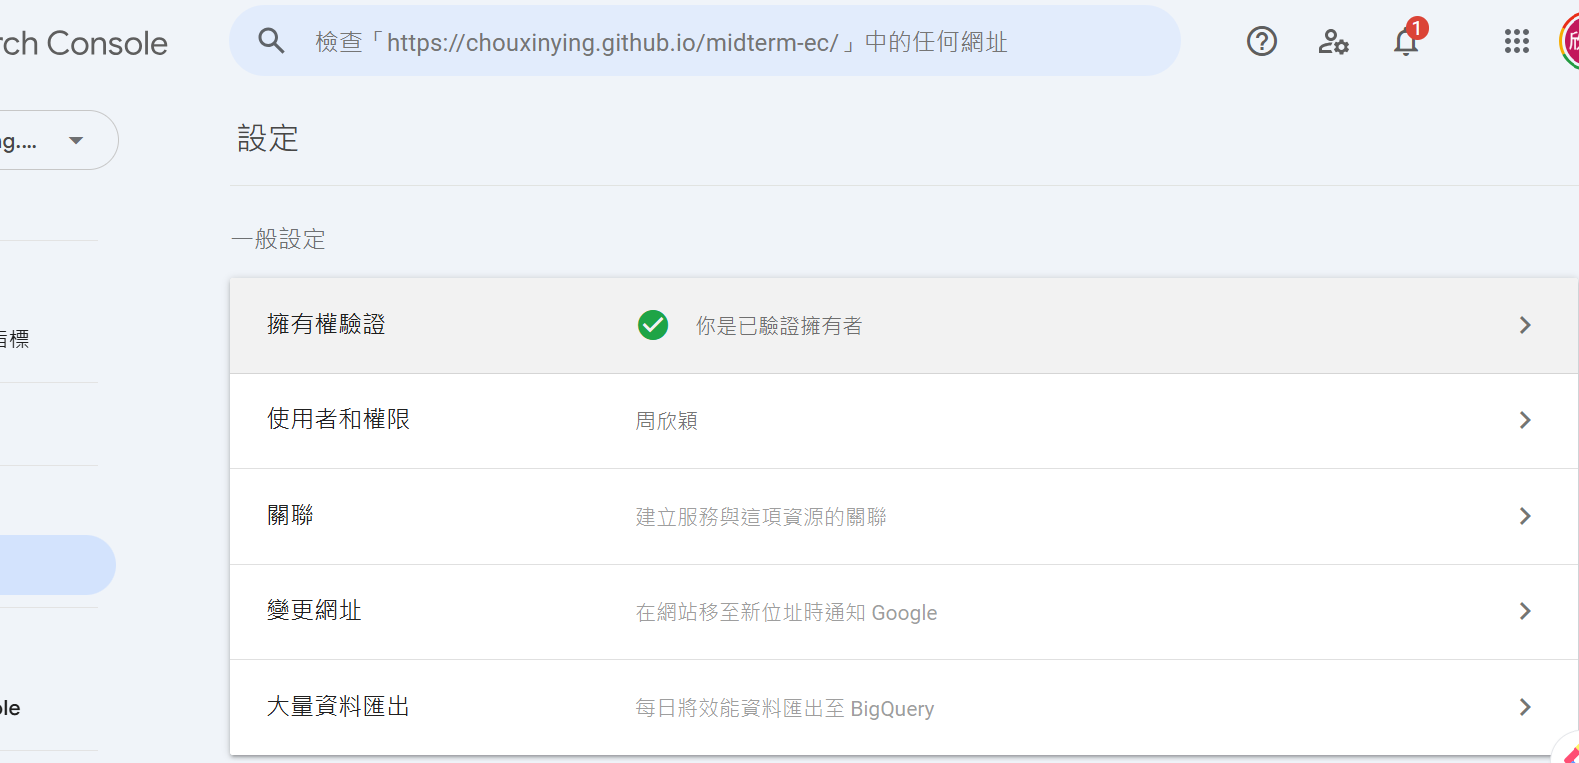 rch Console
檢查「https://chouxinying.github.io/midterm-ec/」中的任何網址
1
欣
g....
設定
一般設定
指標
擁有權驗證 你是已驗證擁有者
使用者和權限 周欣穎
關聯 建立服務與這項資源的關聯
變更網址 在網站移至新位址時通知 Google
大量資料匯出 每日將效能資料匯出至 BigQuery
le